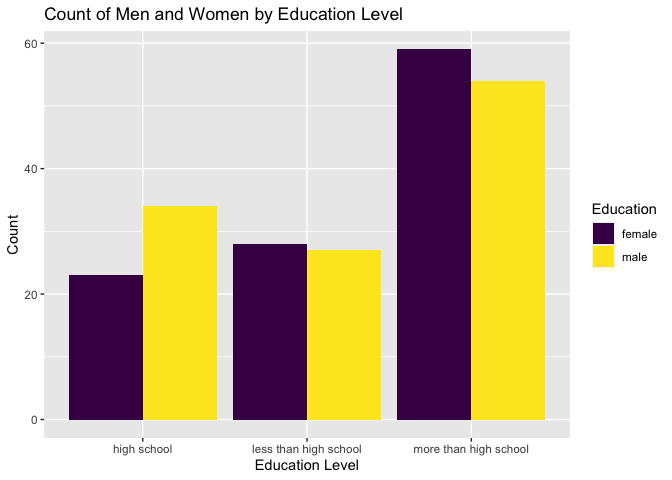 Count of Men and Women by Education Level
60
40
20
0
Count
high school
less than high school
more than high school
Education Level
Education
female
male